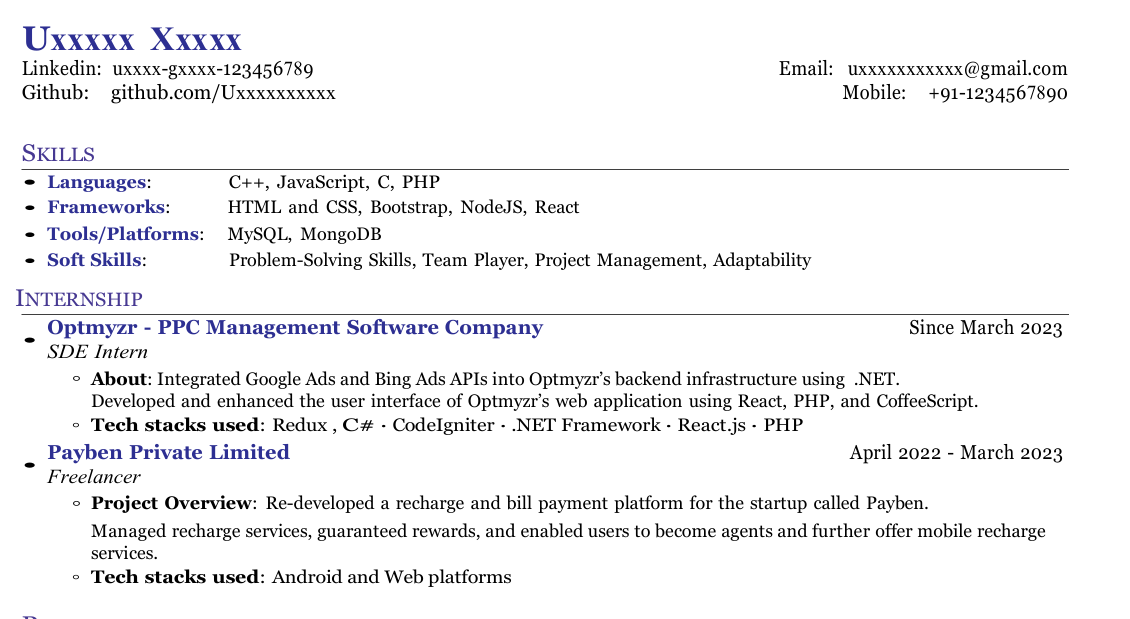 Uxxxxx Xxxxx
Linkedin: uxxxx-gxxxx-123456789
Email: uxxxxxxxxxxx@gmail.com
Github: github.com/Uxxxxxxxxxx
Mobile: +91-1234567890
SKILLS
Languages: C++, JavaScript, C, PHP
Frameworks: HTML and CSS, Bootstrap, NodeJS, React
Tools/Platforms: MySQL, MongoDB
Soft Skills: Problem-Solving Skills, Team Player, Project Management, Adaptability
INTERNSHIP
Optmyzr - PPC Management Software Company Since March 2023
SDE Intern
About: Integrated Google Ads and Bing Ads APIs into Optmyzr’s backend infrastructure using .NET.
Developed and enhanced the user interface of Optmyzr’s web application using React, PHP, and CoffeeScript.
Tech stacks used: Redux , C# · CodeIgniter · .NET Framework · React.js · PHP
Payben Private Limited April 2022 - March 2023
Freelancer
Project Overview: Re-developed a recharge and bill payment platform for the startup called Payben.
Managed recharge services, guaranteed rewards, and enabled users to become agents and further offer mobile recharge
services.
Tech stacks used: Android and Web platforms